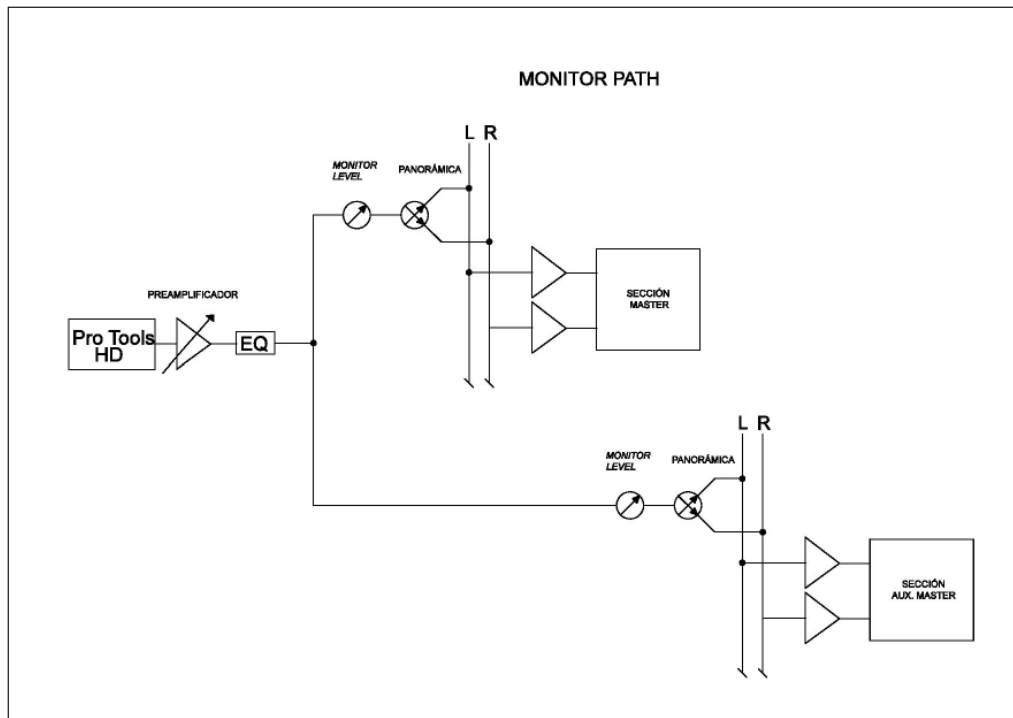 MONITOR PATH
L R
MONITOR
LEVEL
PANORÁMICA
SECCIÓN
MASTER
PREAMPLIFICADOR
Pro Tools
HD
EQ
L R
MONITOR
LEVEL
PANORÁMICA
SECCIÓN
AUX. MASTER